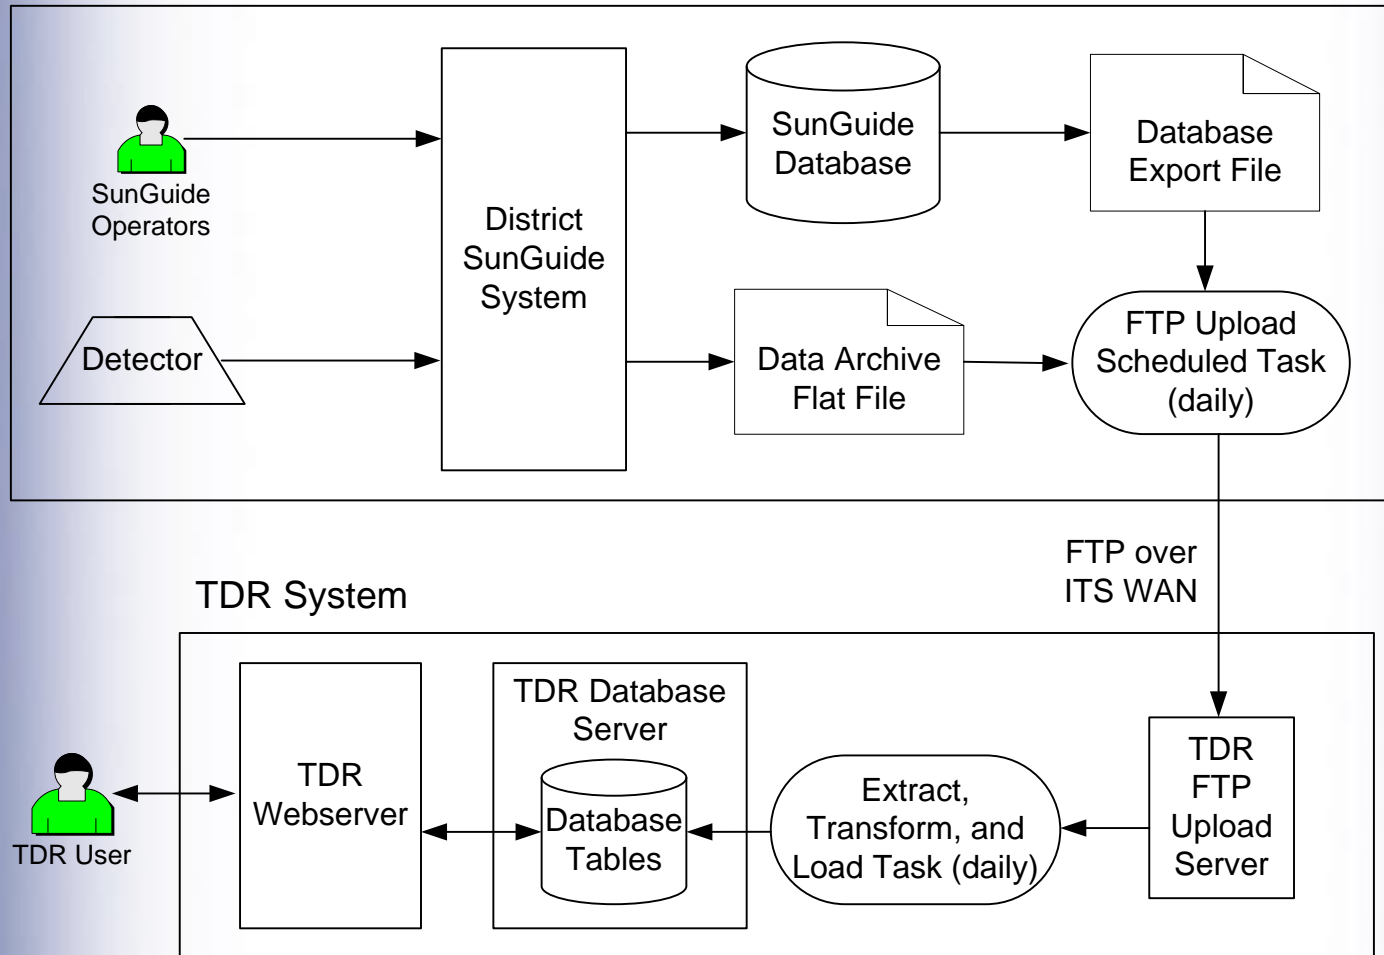 SunGuide
Operators
Detector
District
SunGuide
System
SunGuide
Database
Database
Export File
Data Archive
Flat File
FTP Upload
Scheduled Task
(daily)
FTP over
ITS WAN
TDR System
TDR User
TDR
Webserver
TDR Database
Server
Database
Tables
Extract,
Transform, and
Load Task (daily)
TDR
FTP
Upload
Server